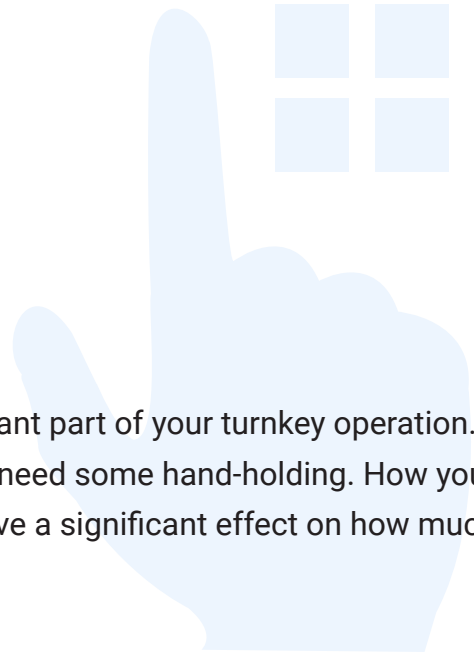 ant part of your turnkey operation.
need some hand-holding. How you
ve a significant effect on how muc